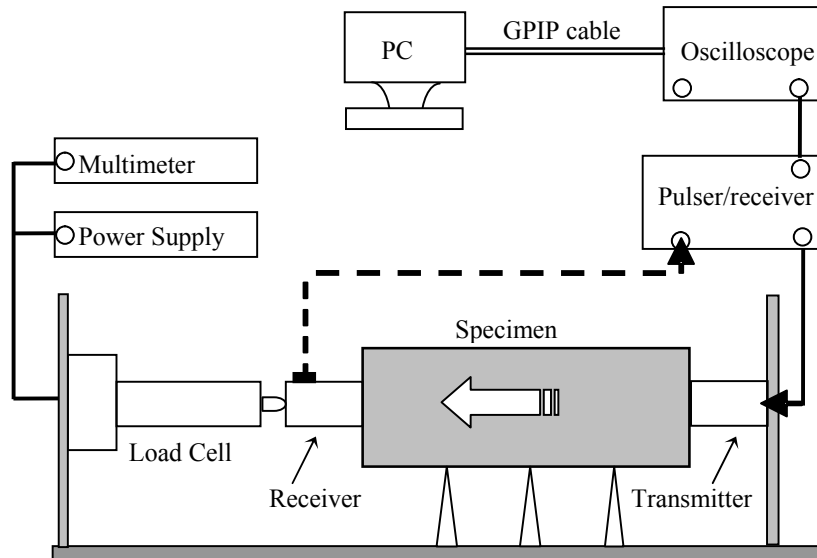 GPIP cable
PC
Oscilloscope
Multimeter
Pulser/receiver
Power Supply
Specimen
Load Cell
Receiver
Transmitter